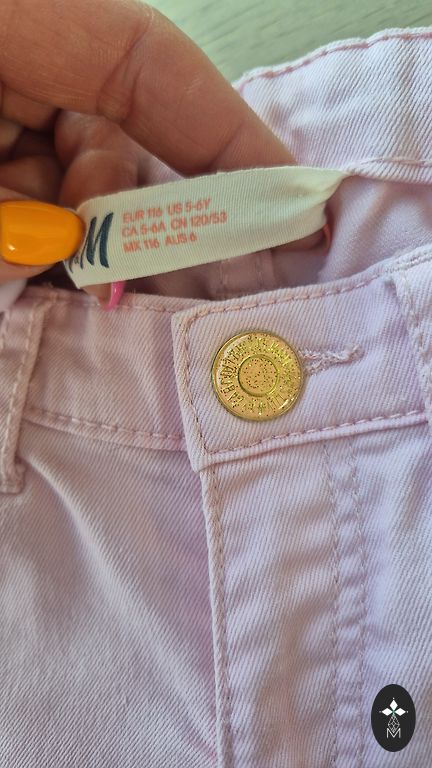 M
EUR 116 US 5-6Y
CA 5-6A CN 120/53
MX 116 AUS 6
M